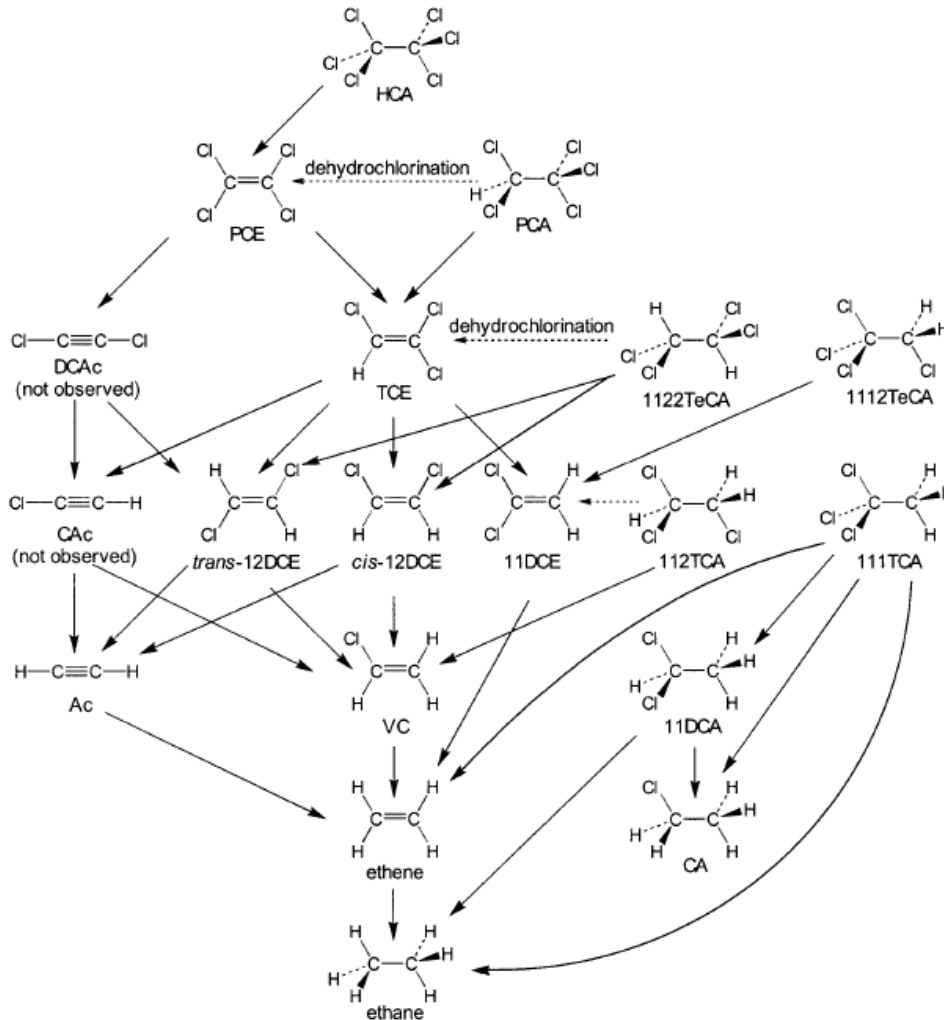 Cl Cl
C C Cl
Cl
Cl Cl
HCA
Cl Cl dehydrochlorination Cl Cl
C C C C Cl
H
Cl Cl Cl Cl
PCE PCA
Cl Cl dehydrochlorination H Cl Cl H
Cl C C Cl C C C C Cl C C H
Cl Cl
H Cl Cl H Cl Cl
DCAc
(not observed)
TCE
1122TeCA
1112TeCA
H Cl Cl Cl Cl H Cl H Cl H
Cl C C H C C C C C C C C H C C
H Cl
Cl H H H Cl H Cl Cl Cl H
CAc
(not observed)
trans-12DCE
cis-12DCE
11DCE
112TCA
111TCA
Cl H Cl H
H C C H C C C C H
H
H H Cl H
Ac
VC
11DCA
H H Cl H
C C C C H
H
H H H H
ethene
CA
H H
C C H
H
H H
ethane